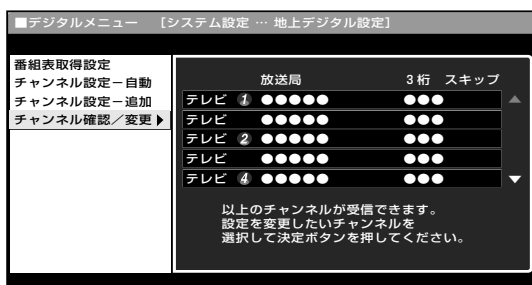 ■デジタルメニュー [システム設定 … 地上デジタル設定]
番組表取得設定
チャンネル設定－自動
チャンネル設定－追加
チャンネル確認／変更▶
放送局 3桁 スキップ
テレビ 1 ●●●●● ●●● ▲
テレビ ●●●●● ●●●
テレビ 2 ●●●●● ●●●
テレビ ●●●●● ●●●
テレビ 4 ●●●●● ●●● ▼
以上のチャンネルが受信できます。
設定を変更したいチャンネルを
選択して決定ボタンを押してください。